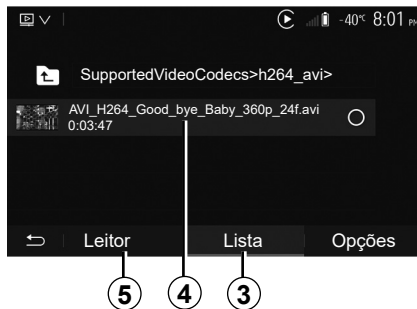 -40°C 8:01 PM
SupportedVideoCodecs>h264_avi>
AVI_H264_Good_bye_Baby_360p_24f.avi
0:03:47
Leitor Lista Opções
5 4 3